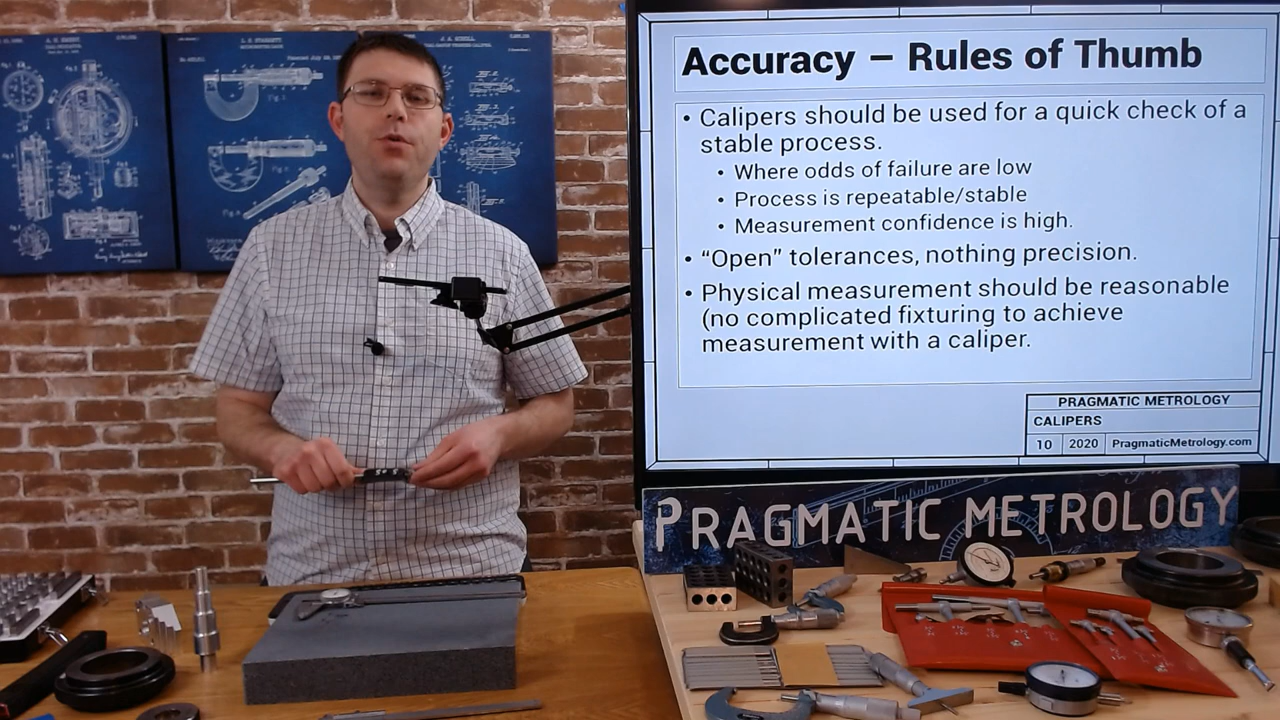 Accuracy – Rules of Thumb
• Calipers should be used for a quick check of a
stable process.
• Where odds of failure are low
• Process is repeatable/stable
• Measurement confidence is high.
• “Open” tolerances, nothing precision.
• Physical measurement should be reasonable
(no complicated fixturing to achieve
measurement with a caliper.
PRAGMATIC METROLOGY
CALIPERS
10 2020 PragmaticMetrology.com
PRAGMATIC METROLOGY